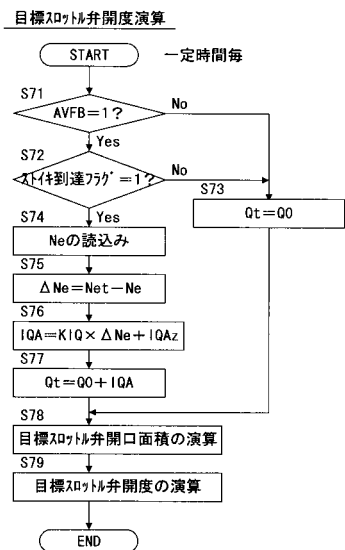 目標ｽﾛｯﾄﾙ弁開度演算
START
一定時間毎
S71
AVFB=1?
No
Yes
S72
ｽﾄｲｷ到達ﾌﾗｸﾞ=1?
No
Yes
S73
Qt=Q0
S74
Neの読込み
S75
ΔNe=Net-Ne
S76
IQA=KIQ×ΔNe+IQAz
S77
Qt=Q0+IQA
S78
目標ｽﾛｯﾄﾙ弁開口面積の演算
S79
目標ｽﾛｯﾄﾙ弁開度の演算
END